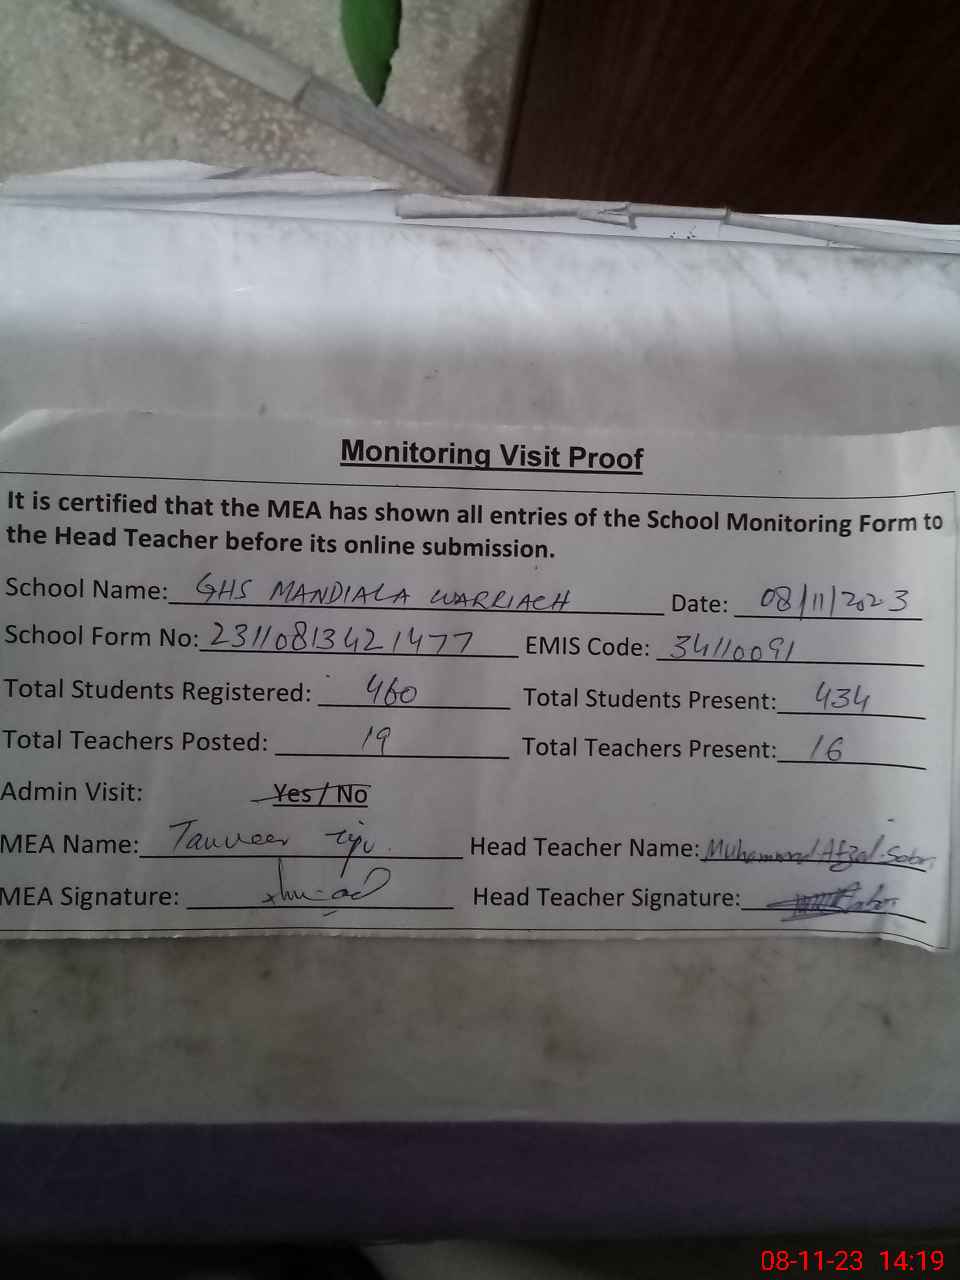 Monitoring Visit Proof
It is certified that the MEA has shown all entries of the School Monitoring Form to
the Head Teacher before its online submission.
School Name: GHS MANDIALA WARRIACH Date: 08/11/2023
School Form No: 23110813421477 EMIS Code: 34110091
Total Students Registered: 460 Total Students Present: 434
Total Teachers Posted: 19 Total Teachers Present: 16
Admin Visit: Yes / No
MEA Name: Tanveer Head Teacher Name: Muhammad Afzal Sabri
MEA Signature: Head Teacher Signature:
08-11-23 14:19